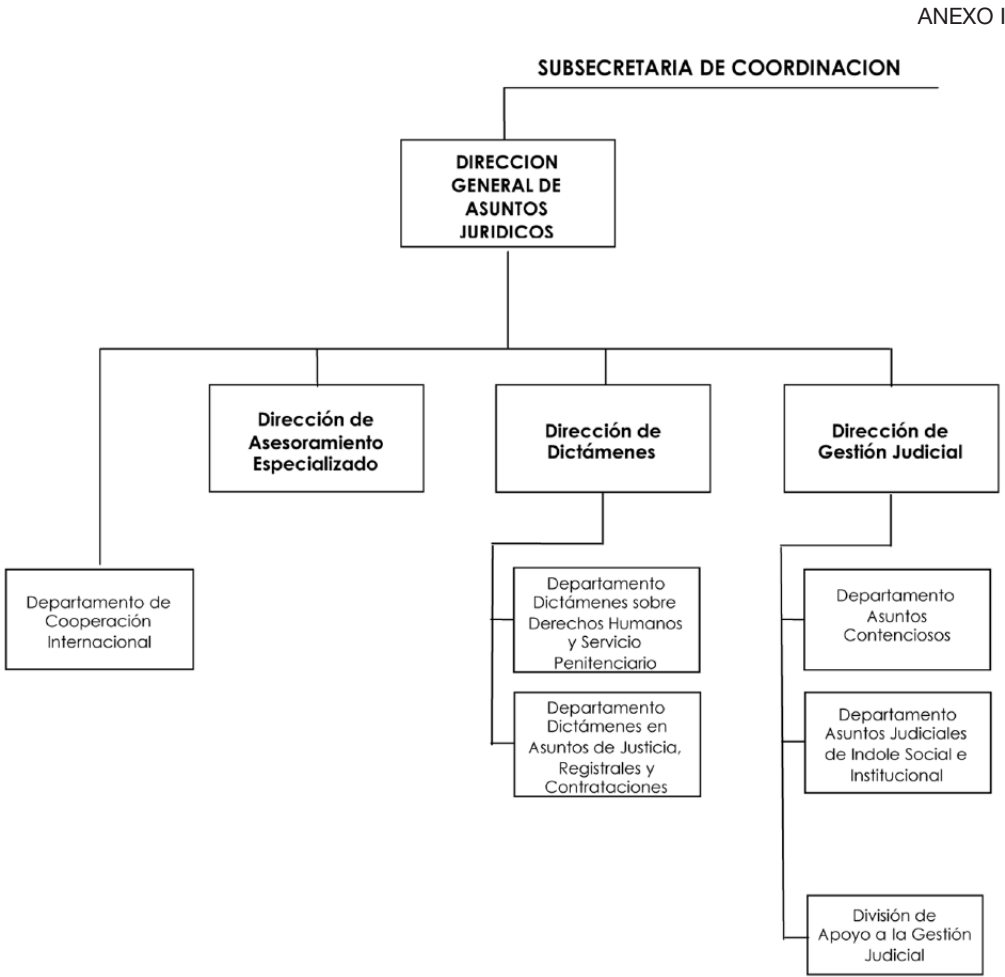 ANEXO I
SUBSECRETARIA DE COORDINACION
DIRECCION
GENERAL DE
ASUNTOS
JURIDICOS
Dirección de
Asesoramiento
Especializado
Dirección de
Dictámenes
Dirección de
Gestión Judicial
Departamento de
Cooperación
Internacional
Departamento
Dictámenes sobre
Derechos Humanos
y Servicio
Penitenciario
Departamento
Dictámenes en
Asuntos de Justicia,
Registrales y
Contrataciones
Departamento
Asuntos
Contenciosos
Departamento
Asuntos Judiciales
de Indole Social e
Institucional
División de
Apoyo a la Gestión
Judicial